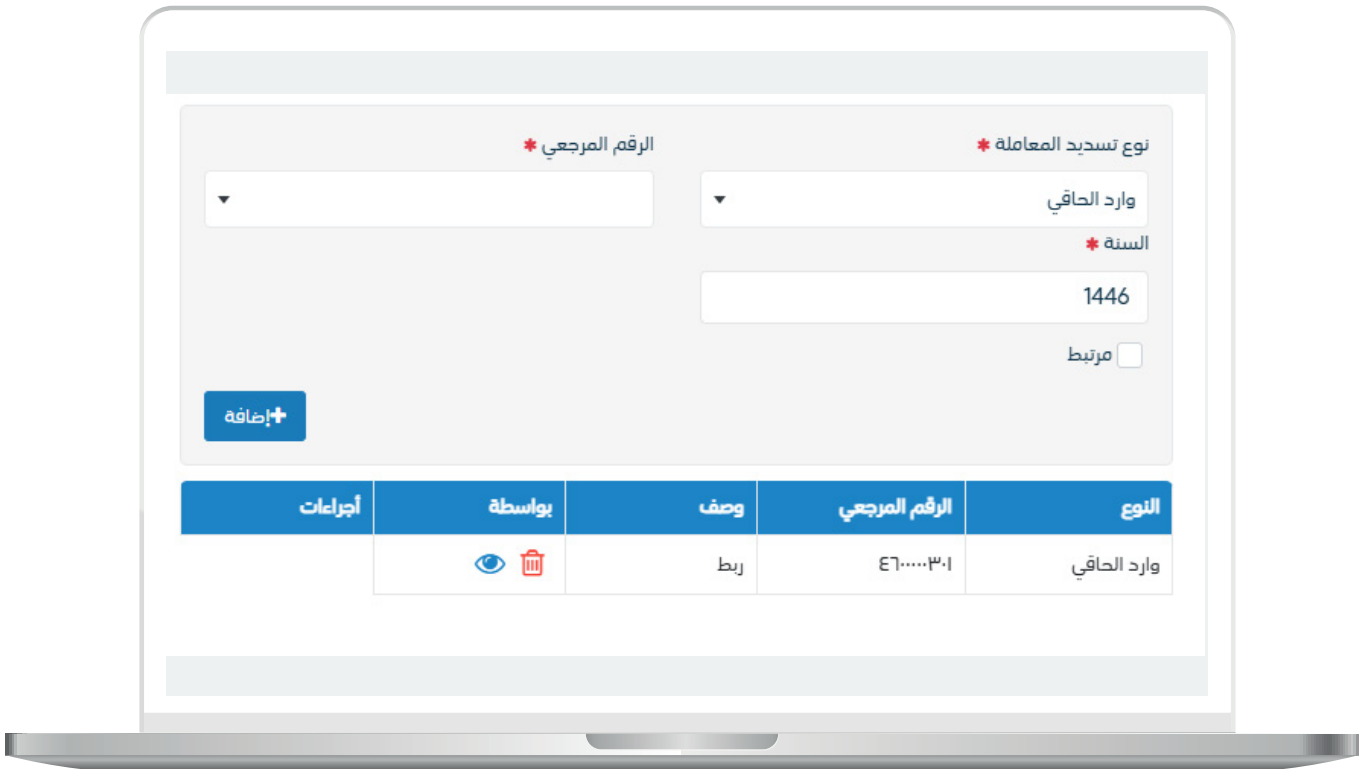 نوع تسديد المعاملة *
الرقم المرجعي *
وارد الحاقي
السنة *
1446
مرتبط
+إضافة
النوع الرقم المرجعي وصف بواسطة أجراءات
وارد الحاقي ٤٦٠٠٠٠٠٣٠١ ربط